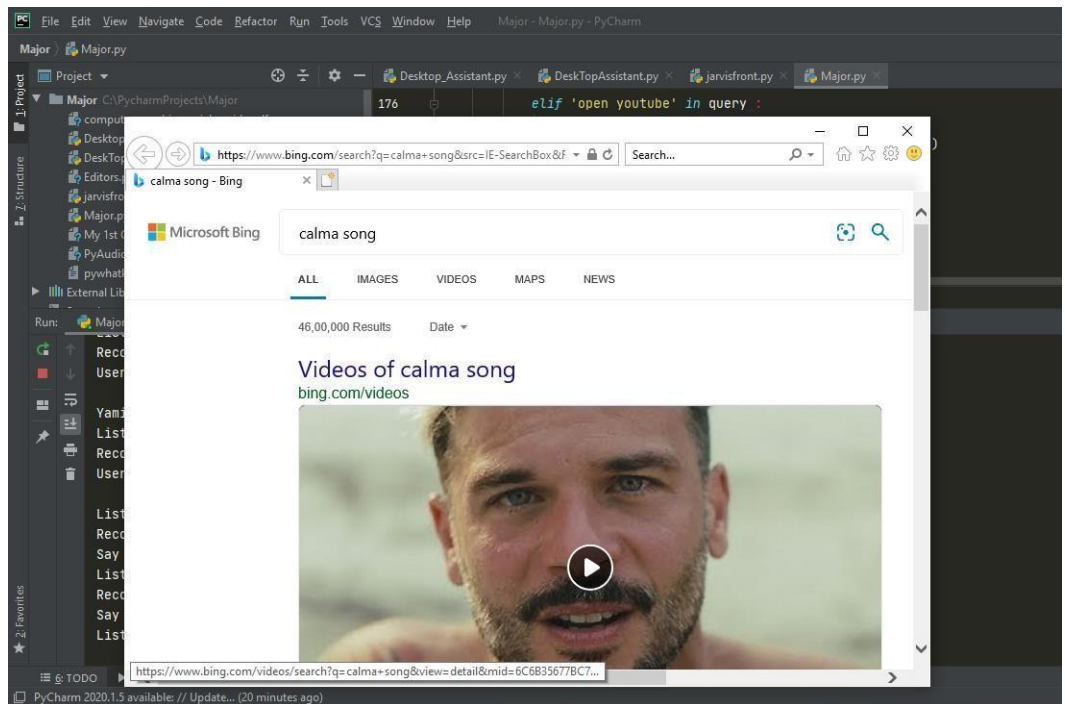 File Edit View Navigate Code Refactor Run Tools VCS Window Help Major - Major.py - PyCharm
Major Major.py
1: Project
Project
Desktop_Assistant.py DeskTopAssistant.py jarvisfront.py Major.py
Major C:\PycharmProjects\Major
176 elif 'open youtube' in query :
comput
Desktop
DeskTop
Editors.p
jarvisfro
Major.p
My 1st
PyAudio
pywhatk
External Lib
Z: Structure
https://www.bing.com/search?q=calma+song&src=IE-SearchBox&F
Search...
calma song - Bing
Microsoft Bing
calma song
ALL IMAGES VIDEOS MAPS NEWS
46,00,000 Results Date
Videos of calma song
bing.com/videos
Run: Major
Reco
User
Yami
List
Reco
User
List
Reco
Say
List
Reco
Say
List
2: Favorites
https://www.bing.com/videos/search?q=calma+song&view=detail&mid=6C6B35677BC7...
6: TODO
PyCharm 2020.1.5 available: // Update... (20 minutes ago)